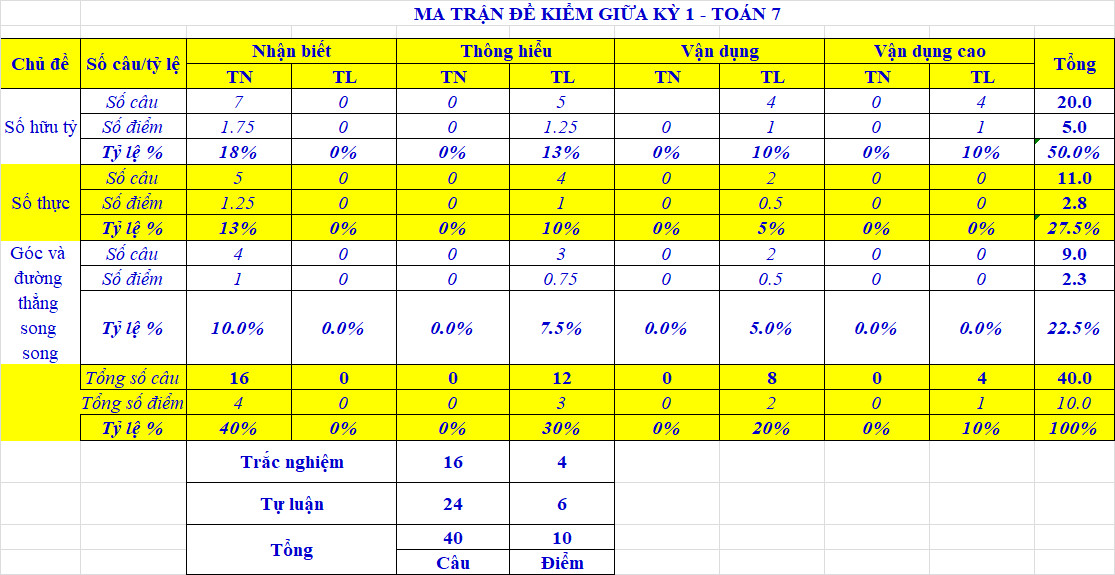 MA TRẬN ĐỀ KIỂM GIỮA KỲ 1 - TOÁN 7
Chủ đề Số câu/tỷ lệ Nhận biết Thông hiểu Vận dụng Vận dụng cao Tổng
TN TL TN TL TN TL TN TL
Số hữu tỷ
Số câu 7 0 0 5 4 0 4 20.0
Số điểm 1.75 0 0 1.25 0 1 0 1 5.0
Tỷ lệ % 18% 0% 0% 13% 0% 10% 0% 10% 50.0%
Số thực
Số câu 5 0 0 4 0 2 0 0 11.0
Số điểm 1.25 0 0 1 0 0.5 0 0 2.8
Tỷ lệ % 13% 0% 0% 10% 0% 5% 0% 0% 27.5%
Góc và
đường
thẳng
song
song
Số câu 4 0 0 3 0 2 0 0 9.0
Số điểm 1 0 0 0.75 0 0.5 0 0 2.3
Tỷ lệ % 10.0% 0.0% 0.0% 7.5% 0.0% 5.0% 0.0% 0.0% 22.5%
Tổng số câu 16 0 0 12 0 8 0 4 40.0
Tổng số điểm 4 0 0 3 0 2 0 1 10.0
Tỷ lệ % 40% 0% 0% 30% 0% 20% 0% 10% 100%
Trắc nghiệm 16 4
Tự luận 24 6
Tổng 40 10
Câu Điểm